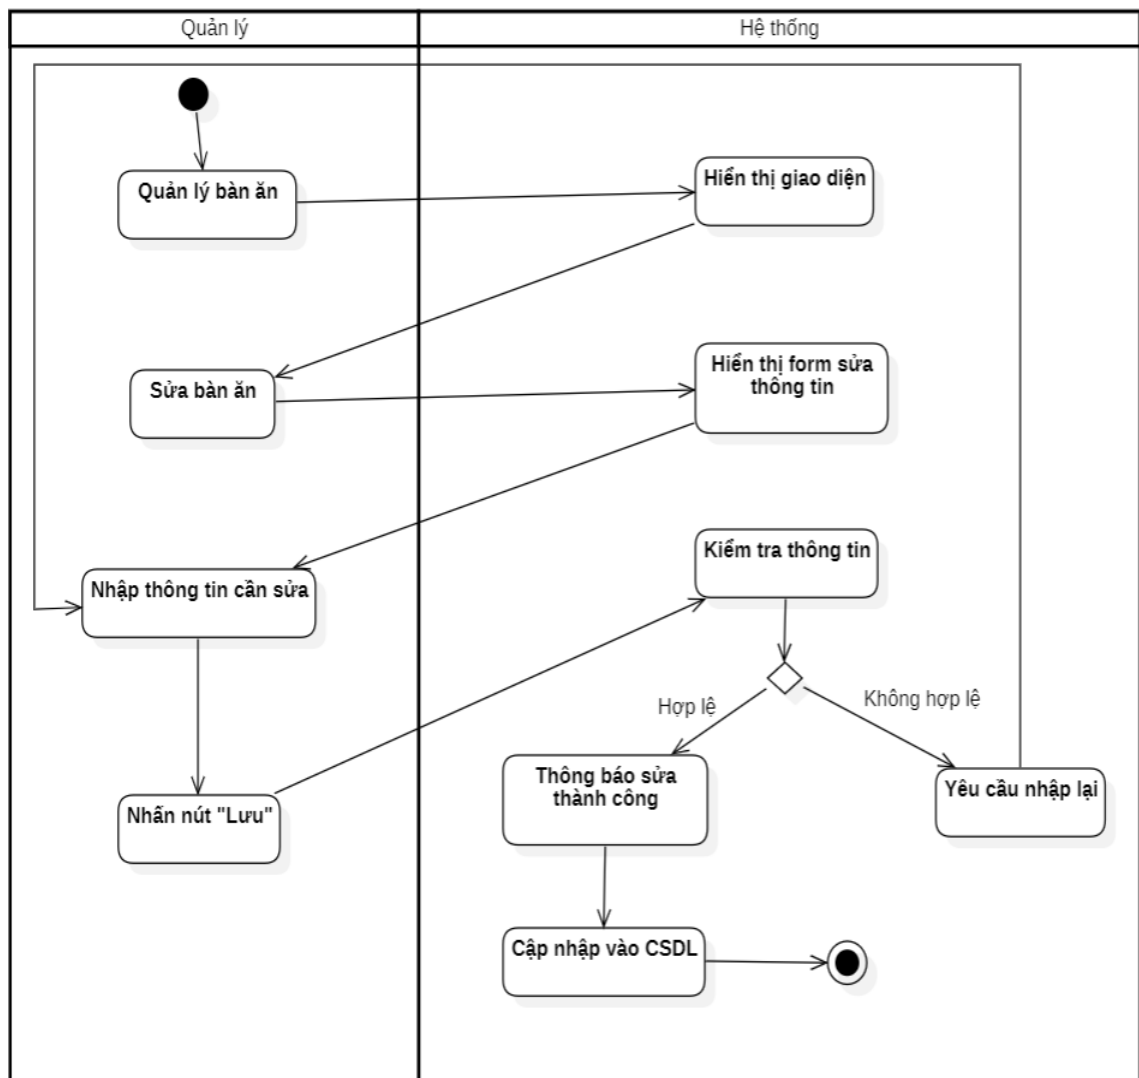 Quản lý
Hệ thống
Quản lý bàn ăn
Hiển thị giao diện
Sửa bàn ăn
Hiển thị form sửa
thông tin
Nhập thông tin cần sửa
Kiểm tra thông tin
Hợp lệ
Không hợp lệ
Nhấn nút "Lưu"
Thông báo sửa
thành công
Yêu cầu nhập lại
Cập nhập vào CSDL